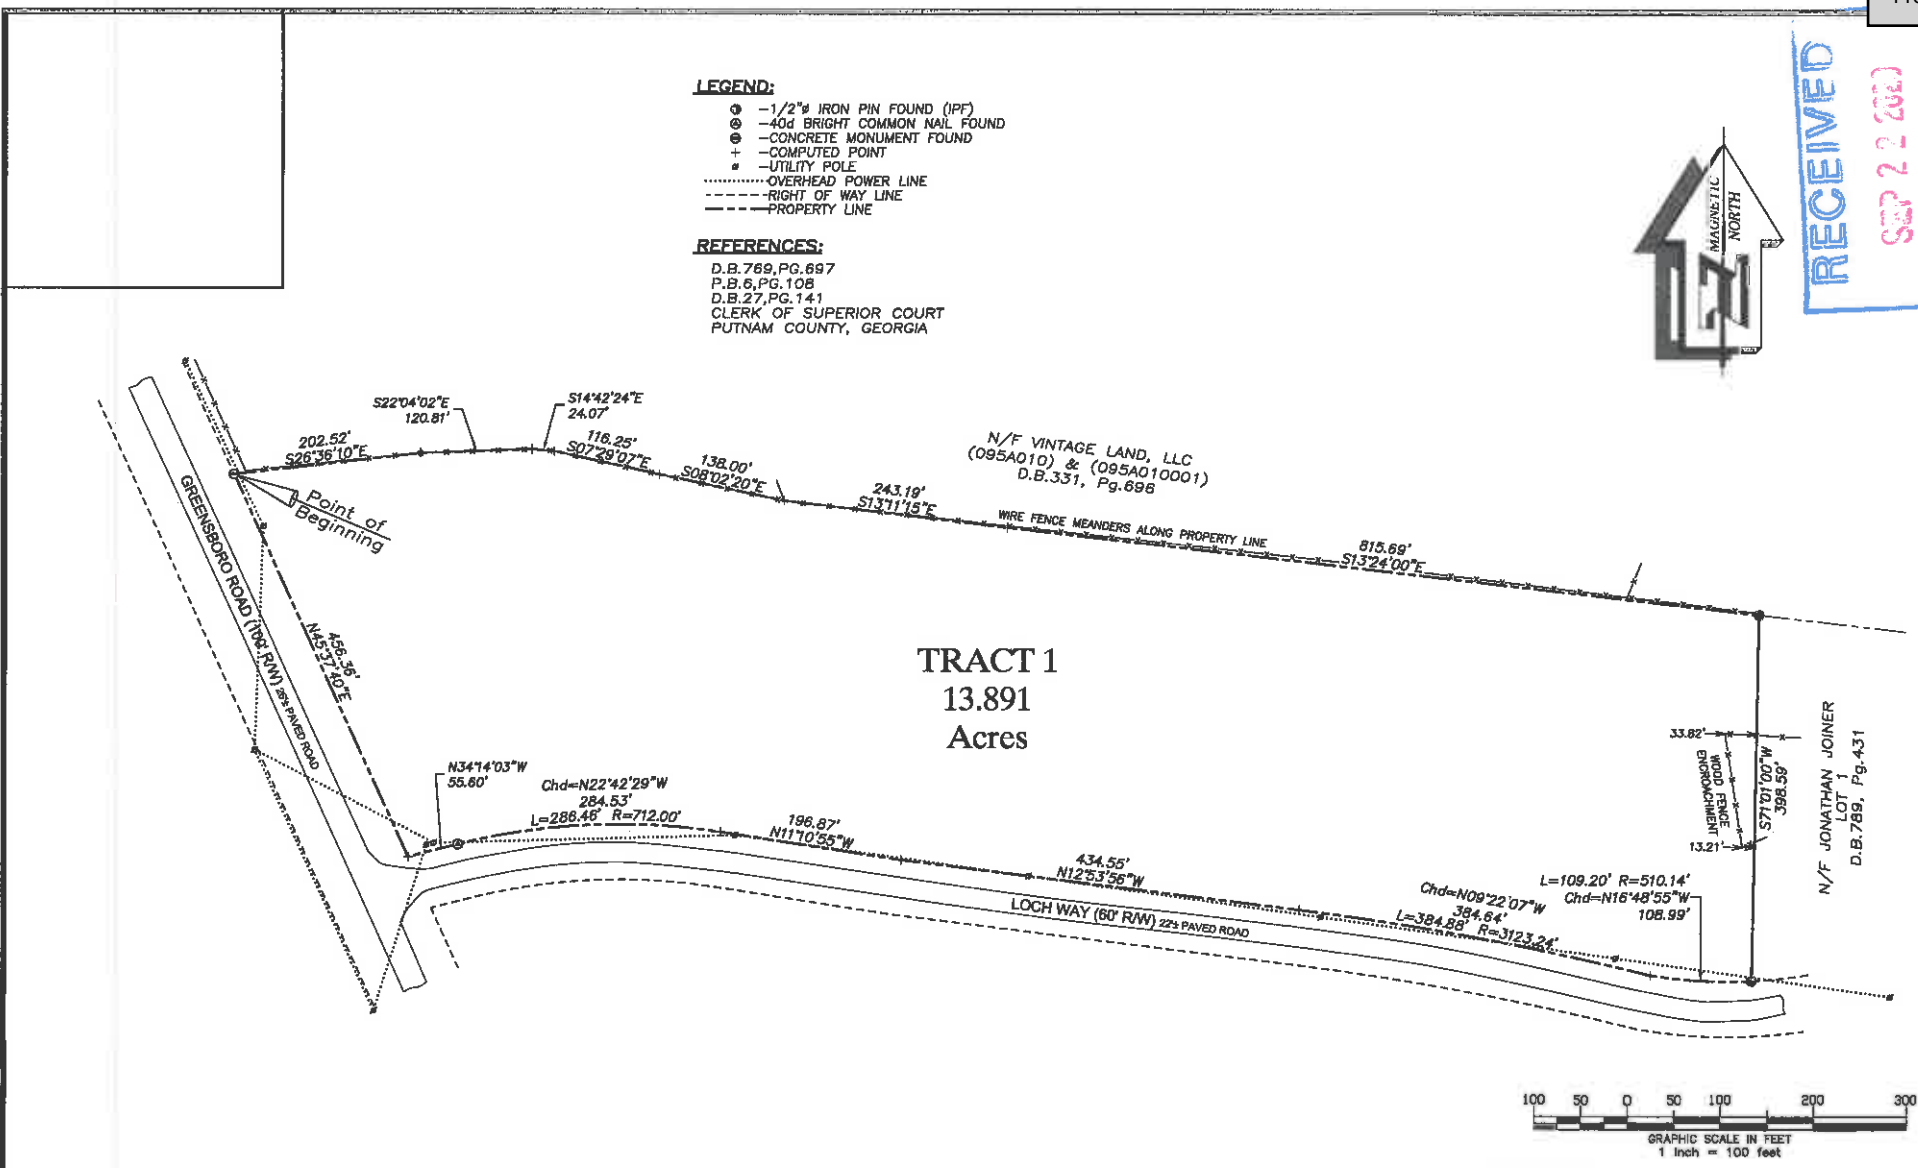 RECEIVED
SEP 22 2020
LEGEND:
-1/2"ø IRON PIN FOUND (IPF)
-40d BRIGHT COMMON NAIL FOUND
-CONCRETE MONUMENT FOUND
-COMPUTED POINT
-UTILITY POLE
OVERHEAD POWER LINE
RIGHT OF WAY LINE
PROPERTY LINE
REFERENCES:
D.B.769,PG.697
P.B.6,PG.108
D.B.27,PG.141
CLERK OF SUPERIOR COURT
PUTNAM COUNTY, GEORGIA
MAGNETIC
NORTH
S22°04'02"E
120.81'
S14°42'24"E
24.07'
202.52'
S26°36'10"E
116.25'
S07°29'07"E
138.00'
S08°02'20"E
243.19'
S13°11'15"E
N/F VINTAGE LAND, LLC
(095A010) & (095A010001)
D.B.331, Pg.696
WIRE FENCE MEANDERS ALONG PROPERTY LINE
815.69'
S13°24'00"E
Point of
Beginning
GREENSBORO ROAD (100' R/W) 26'± PAVED ROAD
456.36'
N45°37'40"E
TRACT 1
13.891
Acres
33.82'
WOOD FENCE
ENCROACHMENT
13.21'
S71°01'00"W
398.59'
N/F JONATHAN JOINER
LOT 1
D.B.789, Pg.431
N34°14'03"W
55.60'
Chd=N22°42'29"W
284.53'
L=286.46' R=712.00'
196.87'
N11°10'55"W
434.55'
N12°53'56"W
Chd=N09°22'07"W
384.64'
L=384.88' R=3123.24'
L=109.20' R=510.14'
Chd=N16°48'55"W
108.99'
LOCH WAY (60' R/W) 22'± PAVED ROAD
100 50 0 50 100 200 300
GRAPHIC SCALE IN FEET
1 inch = 100 feet